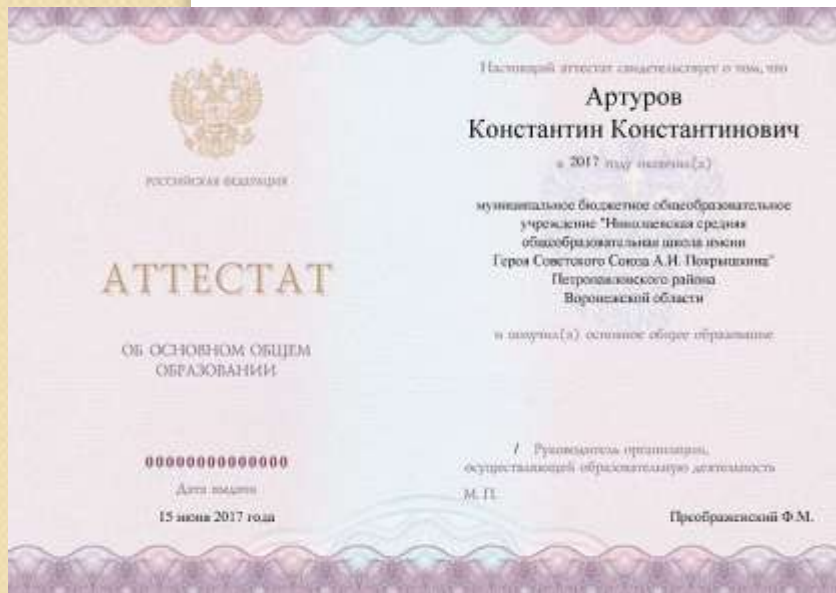 РОССИЙСКАЯ ФЕДЕРАЦИЯ
АТТЕСТАТ
ОБ ОСНОВНОМ ОБЩЕМ
ОБРАЗОВАНИИ
00000000000000
Дата выдачи
15 июня 2017 года
Настоящий аттестат свидетельствует о том, что
Артуров
Константин Константинович
в 2017 году окончил(а)
муниципальное бюджетное общеобразовательное
учреждение "Николаевская средняя
общеобразовательная школа имени
Героя Советского Союза А.И. Покрышкина"
Петропавловского района
Воронежской области
и получил(а) основное общее образование
/ Руководитель организации,
осуществляющей образовательную деятельность
М. П.
Преображенский Ф.М.